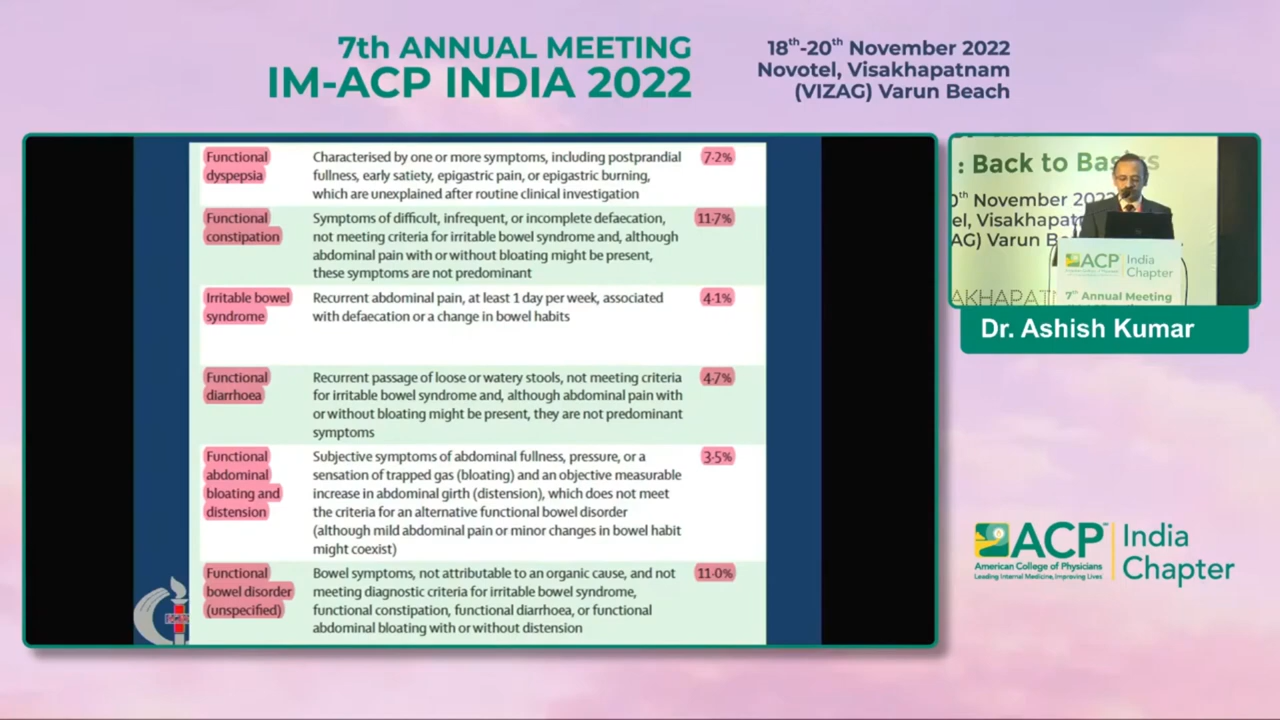 7th ANNUAL MEETING
IM-ACP INDIA 2022
18th-20th November 2022
Novotel, Visakhapatnam
(VIZAG) Varun Beach
Functional
dyspepsia
Characterised by one or more symptoms, including postprandial
fullness, early satiety, epigastric pain, or epigastric burning,
which are unexplained after routine clinical investigation
7·2%
Functional
constipation
Symptoms of difficult, infrequent, or incomplete defaecation,
not meeting criteria for irritable bowel syndrome and, although
abdominal pain with or without bloating might be present,
these symptoms are not predominant
11·7%
Irritable bowel
syndrome
Recurrent abdominal pain, at least 1 day per week, associated
with defaecation or a change in bowel habits
4·1%
Functional
diarrhoea
Recurrent passage of loose or watery stools, not meeting criteria
for irritable bowel syndrome and, although abdominal pain with
or without bloating might be present, they are not predominant
symptoms
4·7%
Functional
abdominal
bloating and
distension
Subjective symptoms of abdominal fullness, pressure, or a
sensation of trapped gas (bloating) and an objective measurable
increase in abdominal girth (distension), which does not meet
the criteria for an alternative functional bowel disorder
(although mild abdominal pain or minor changes in bowel habit
might coexist)
3·5%
Functional
bowel disorder
(unspecified)
Bowel symptoms, not attributable to an organic cause, and not
meeting diagnostic criteria for irritable bowel syndrome,
functional constipation, functional diarrhoea, or functional
abdominal bloating with or without distension
11·0%
: Back to Basics
0th November 202
el, Visakhapat
AG) Varun B
AKHAPAT
ACP India
Chapter
7th Annual Meeting
Dr. Ashish Kumar
ACP
American College of Physicians
Leading Internal Medicine, Improving Lives
India
Chapter